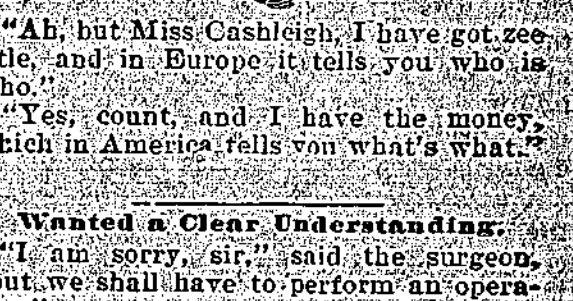 "Ah, but Miss Cashleigh, I have got zee
tle, and in Europe it tells you who is
ho."
"Yes, count, and I have the money,
hich in America tells you what's what."
Wanted a Clear Understanding.
"I am sorry, sir," said the surgeon,
out we shall have to perform an opera-